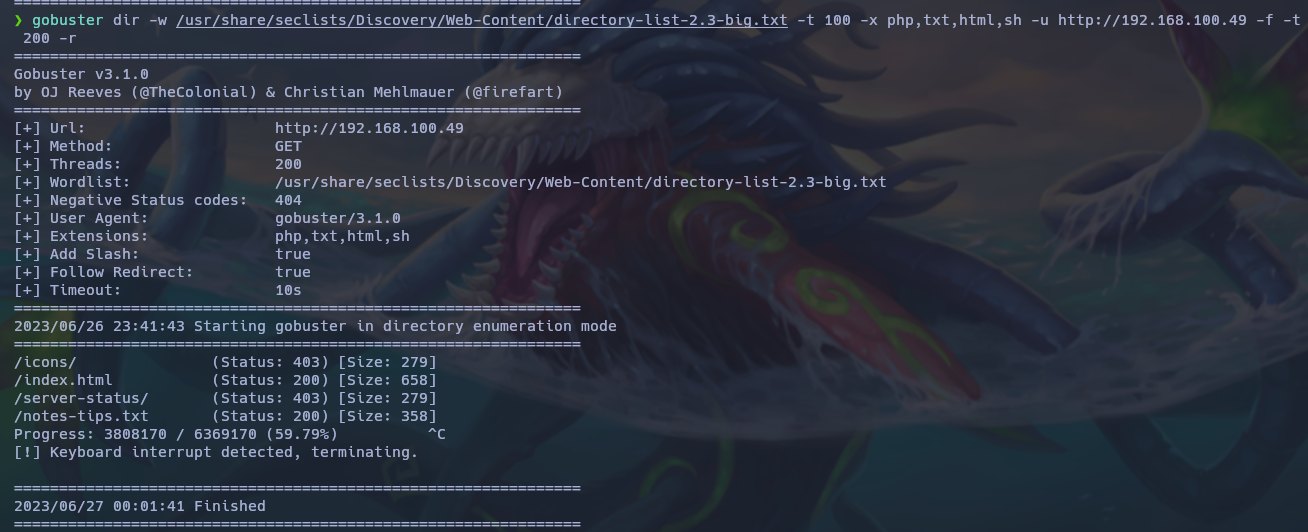 ===============================================================
❯ gobuster dir -w /usr/share/seclists/Discovery/Web-Content/directory-list-2.3-big.txt -t 100 -x php,txt,html,sh -u http://192.168.100.49 -f -t
 200 -r
===============================================================
Gobuster v3.1.0
by OJ Reeves (@TheColonial) & Christian Mehlmauer (@firefart)
===============================================================
[+] Url:                     http://192.168.100.49
[+] Method:                  GET
[+] Threads:                 200
[+] Wordlist:                /usr/share/seclists/Discovery/Web-Content/directory-list-2.3-big.txt
[+] Negative Status codes:   404
[+] User Agent:              gobuster/3.1.0
[+] Extensions:              php,txt,html,sh
[+] Add Slash:               true
[+] Follow Redirect:         true
[+] Timeout:                 10s
===============================================================
2023/06/26 23:41:43 Starting gobuster in directory enumeration mode
===============================================================
/icons/               (Status: 403) [Size: 279]
/index.html           (Status: 200) [Size: 658]
/server-status/       (Status: 403) [Size: 279]
/notes-tips.txt       (Status: 200) [Size: 358]
Progress: 3808170 / 6369170 (59.79%)          ^C
[!] Keyboard interrupt detected, terminating.
===============================================================
2023/06/27 00:01:41 Finished
===============================================================